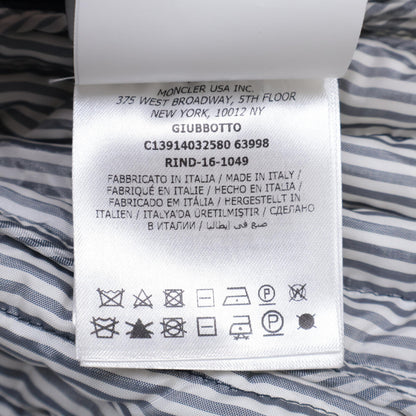 MONCLER USA INC.
375 WEST BROADWAY, 5TH FLOOR
NEW YORK, 10012 NY
GIUBBOTTO
C13914032580 63998
RIND-16-1049
FABBRICATO IN ITALIA / MADE IN ITALY /
FABRIQUÉ EN ITALIE / HECHO EN ITALIA /
FABRICADO EM ITÁLIA / HERGESTELLT IN
ITALIEN / ITALYA'DA ÜRETILMIŞTIR / СДЕЛАНО
В ИТАЛИИ / صنع في إيطاليا
P
P